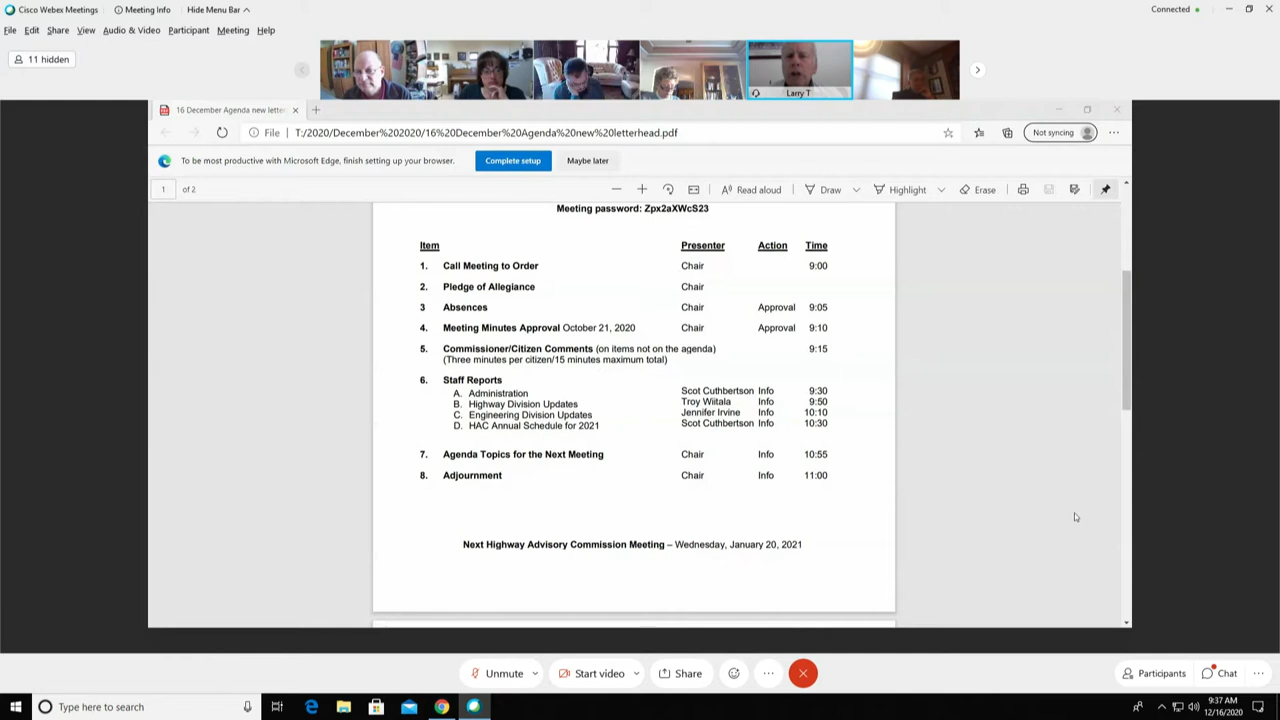 Cisco Webex Meetings Meeting Info Hide Menu Bar Connected
File Edit Share View Audio & Video Participant Meeting Help
11 hidden
Larry T
16 December Agenda new lette
File T:/2020/December%202020/16%20December%20Agenda%20new%20letterhead.pdf Not syncing
To be most productive with Microsoft Edge, finish setting up your browser. Complete setup Maybe later
1 of 2 Read aloud Draw Highlight Erase
Meeting password: Zpx2aXWcS23
Item Presenter Action Time
1. Call Meeting to Order Chair 9:00
2. Pledge of Allegiance Chair
3 Absences Chair Approval 9:05
4. Meeting Minutes Approval October 21, 2020 Chair Approval 9:10
5. Commissioner/Citizen Comments (on items not on the agenda) 9:15
(Three minutes per citizen/15 minutes maximum total)
6. Staff Reports
A. Administration Scot Cuthbertson Info 9:30
B. Highway Division Updates Troy Wiitala Info 9:50
C. Engineering Division Updates Jennifer Irvine Info 10:10
D. HAC Annual Schedule for 2021 Scot Cuthbertson Info 10:30
7. Agenda Topics for the Next Meeting Chair Info 10:55
8. Adjournment Chair Info 11:00
Next Highway Advisory Commission Meeting – Wednesday, January 20, 2021
Unmute Start video Share Participants Chat
Type here to search 9:37 AM
12/16/2020